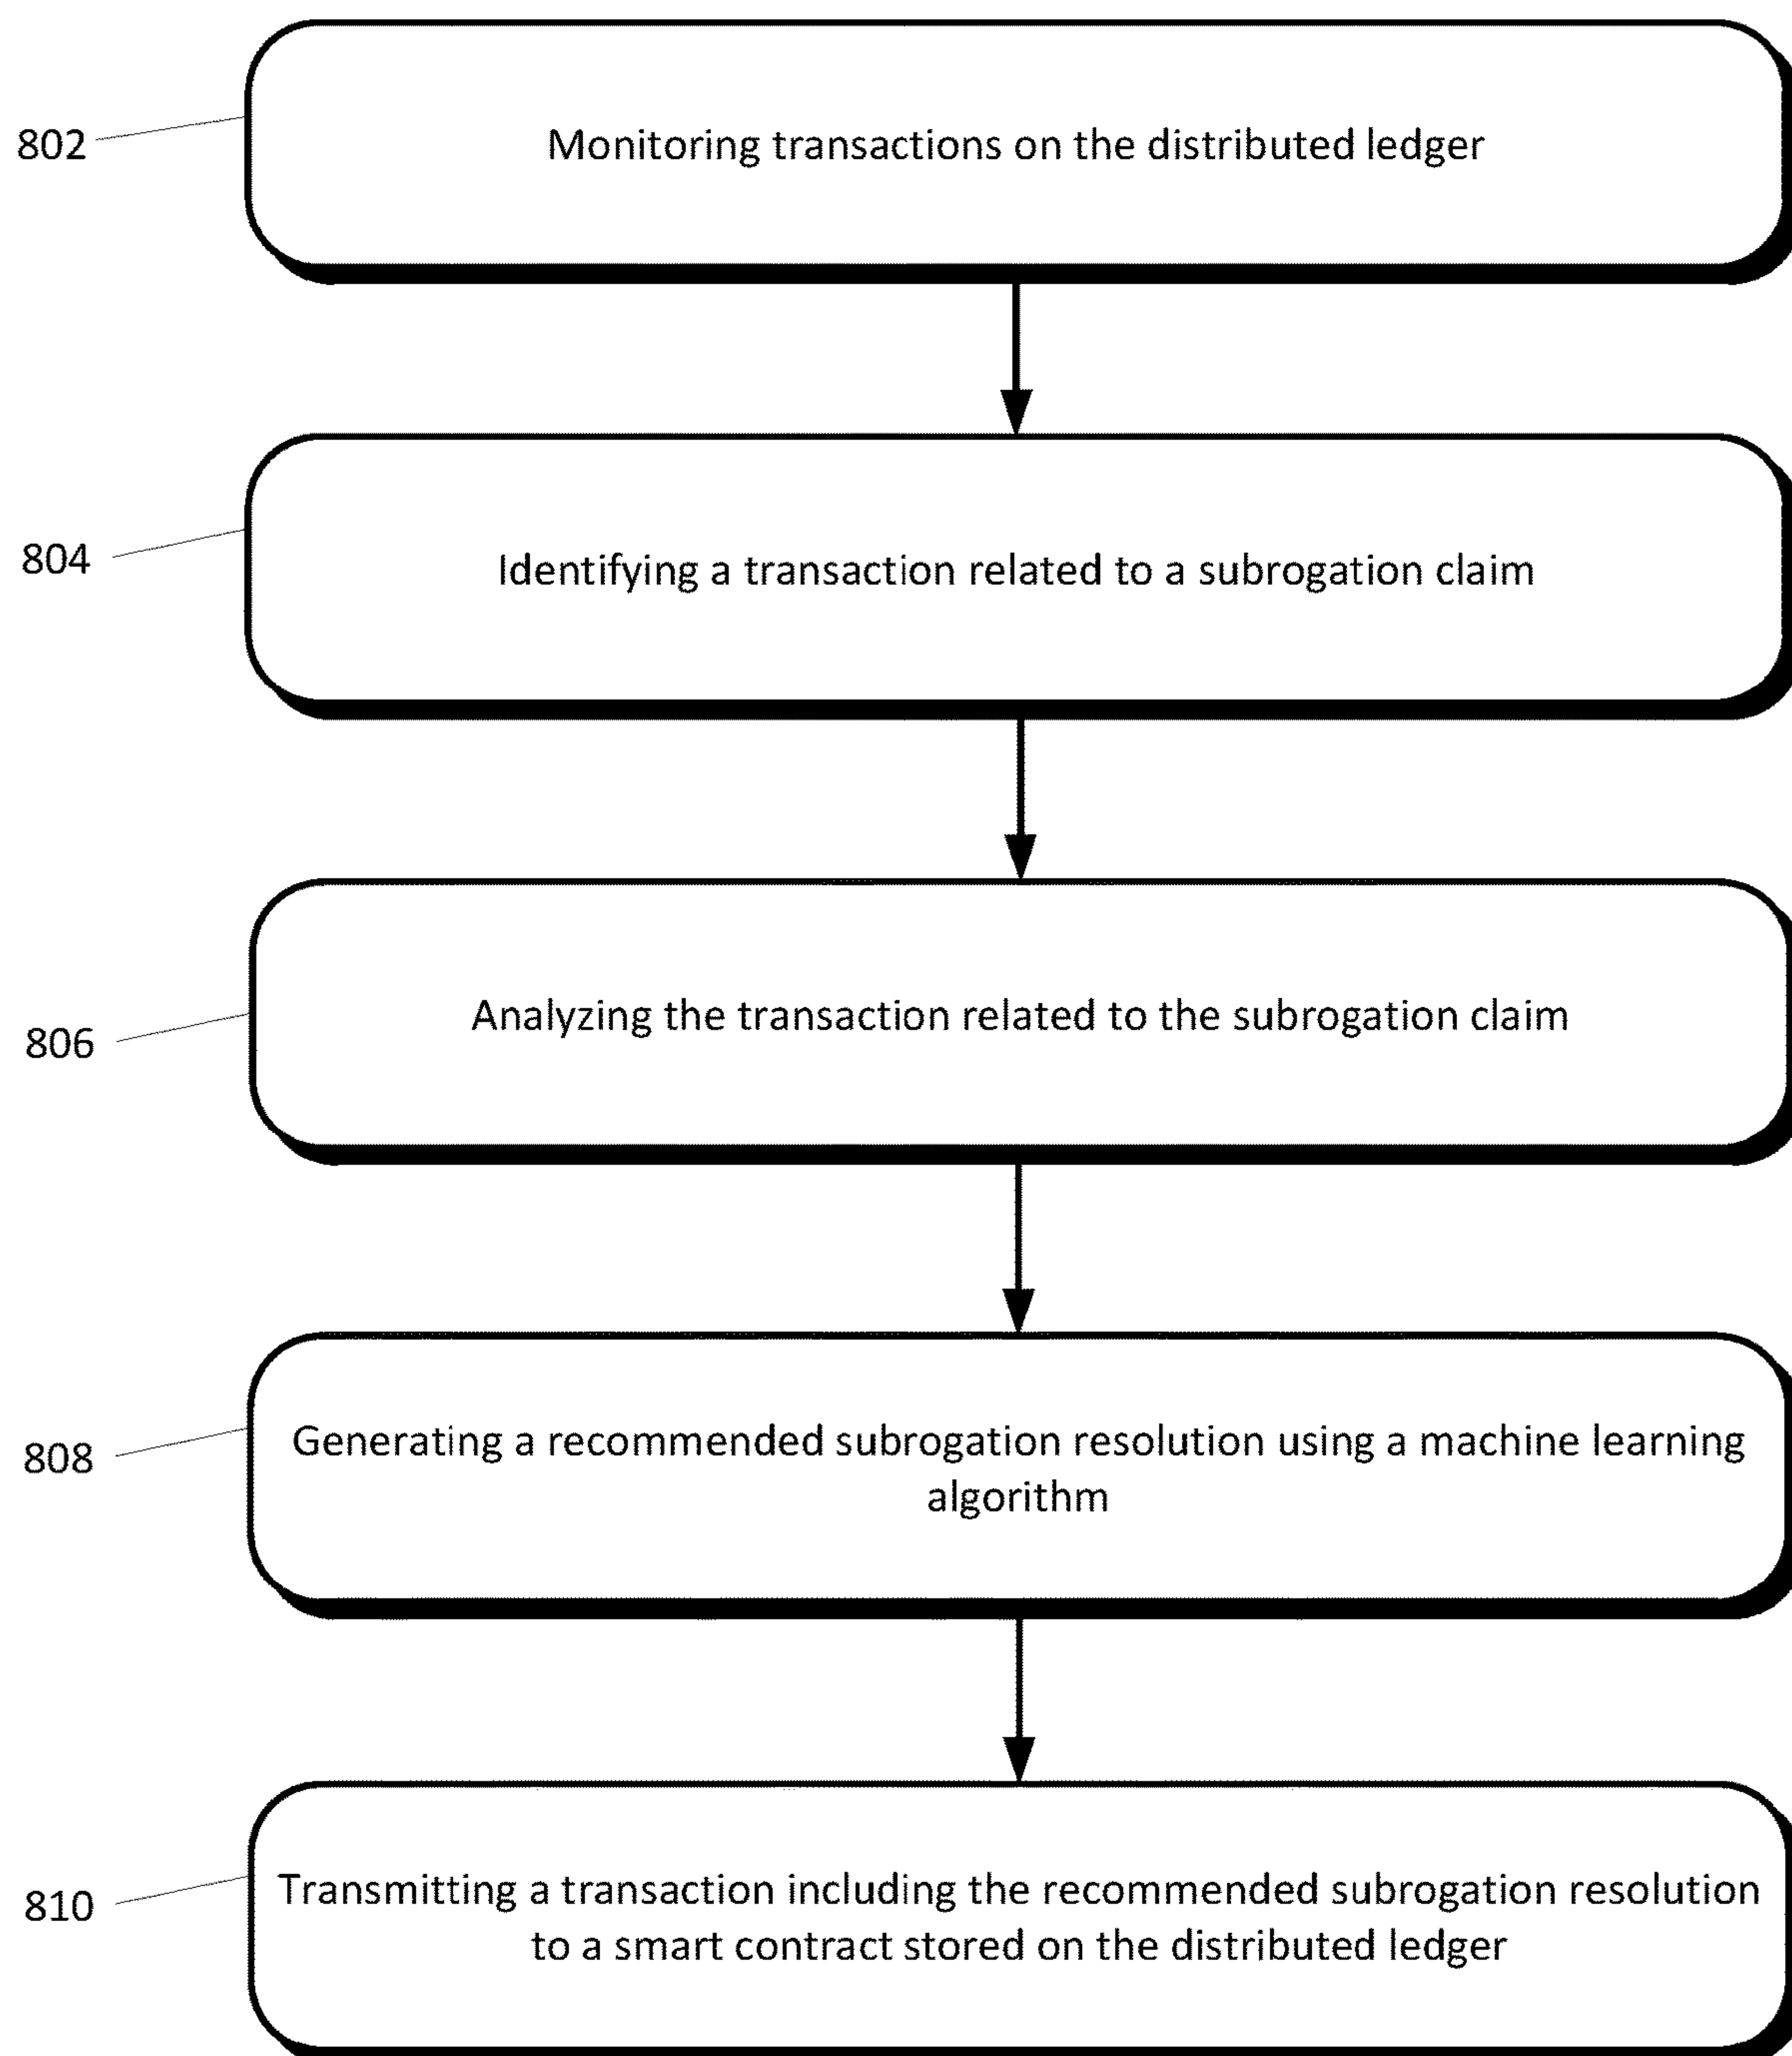 802
Monitoring transactions on the distributed ledger
804
Identifying a transaction related to a subrogation claim
806
Analyzing the transaction related to the subrogation claim
808
Generating a recommended subrogation resolution using a machine learning
algorithm
810
Transmitting a transaction including the recommended subrogation resolution
to a smart contract stored on the distributed ledger